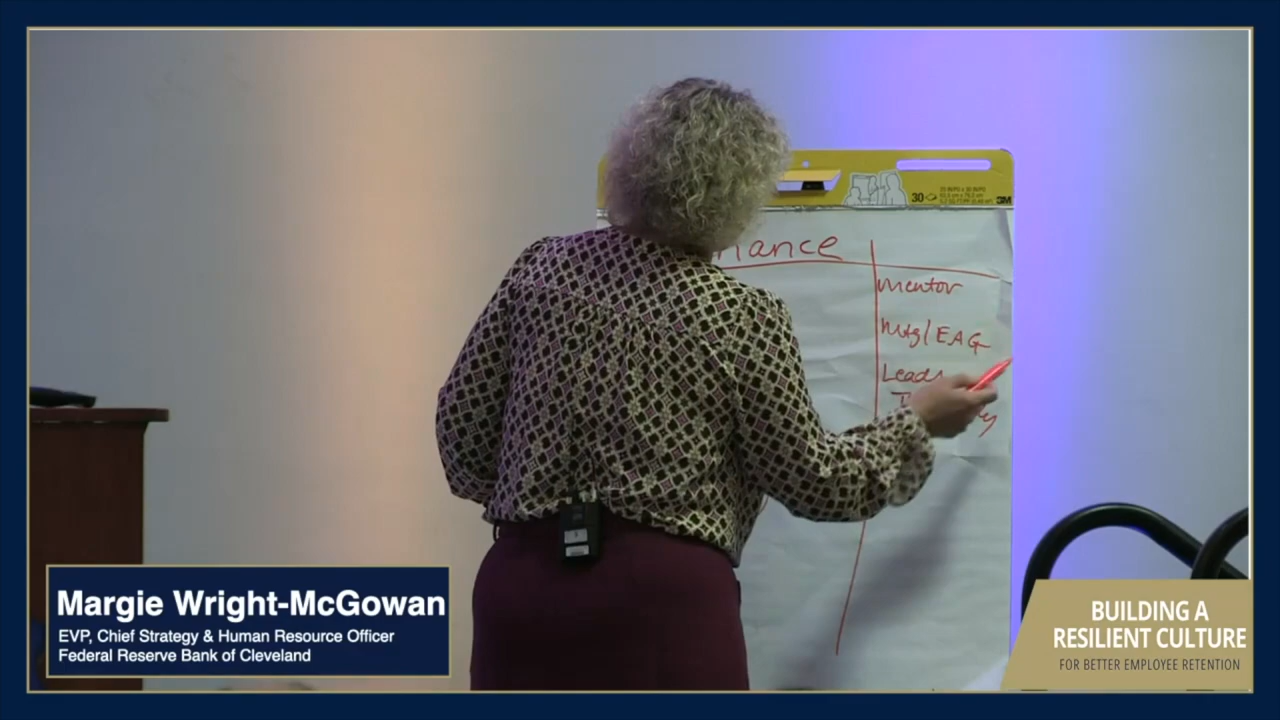 30
3M
mentor
Mtg/EAG
Leads
Margie Wright-McGowan
EVP, Chief Strategy & Human Resource Officer
Federal Reserve Bank of Cleveland
BUILDING A
RESILIENT CULTURE
FOR BETTER EMPLOYEE RETENTION